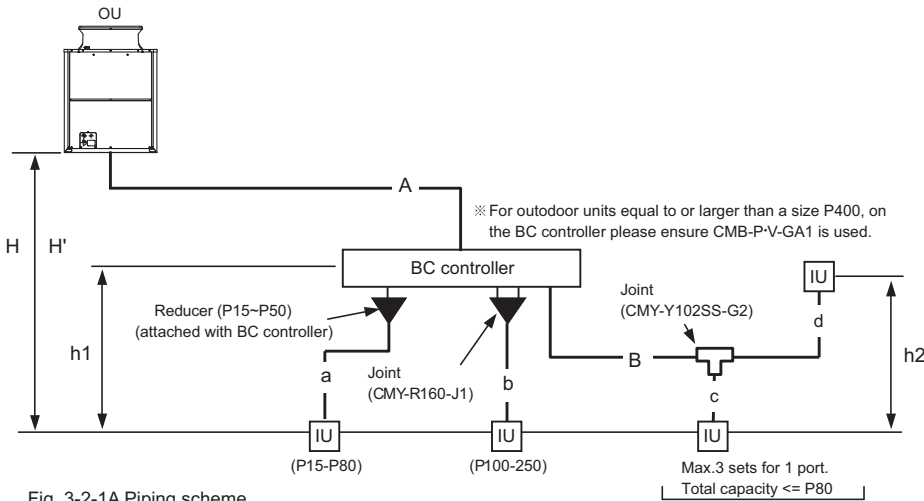 OU
A
※ For outodoor units equal to or larger than a size P400, on
the BC controller please ensure CMB-P·V-GA1 is used.
H
H'
BC controller
IU
Reducer (P15~P50)
(attached with BC controller)
Joint
(CMY-Y102SS-G2)
d
h1
h2
B
a
Joint
(CMY-R160-J1)
b
c
IU
IU
IU
(P15-P80)
(P100-250)
Max.3 sets for 1 port.
Total capacity <= P80
Fig. 3-2-1A Piping scheme